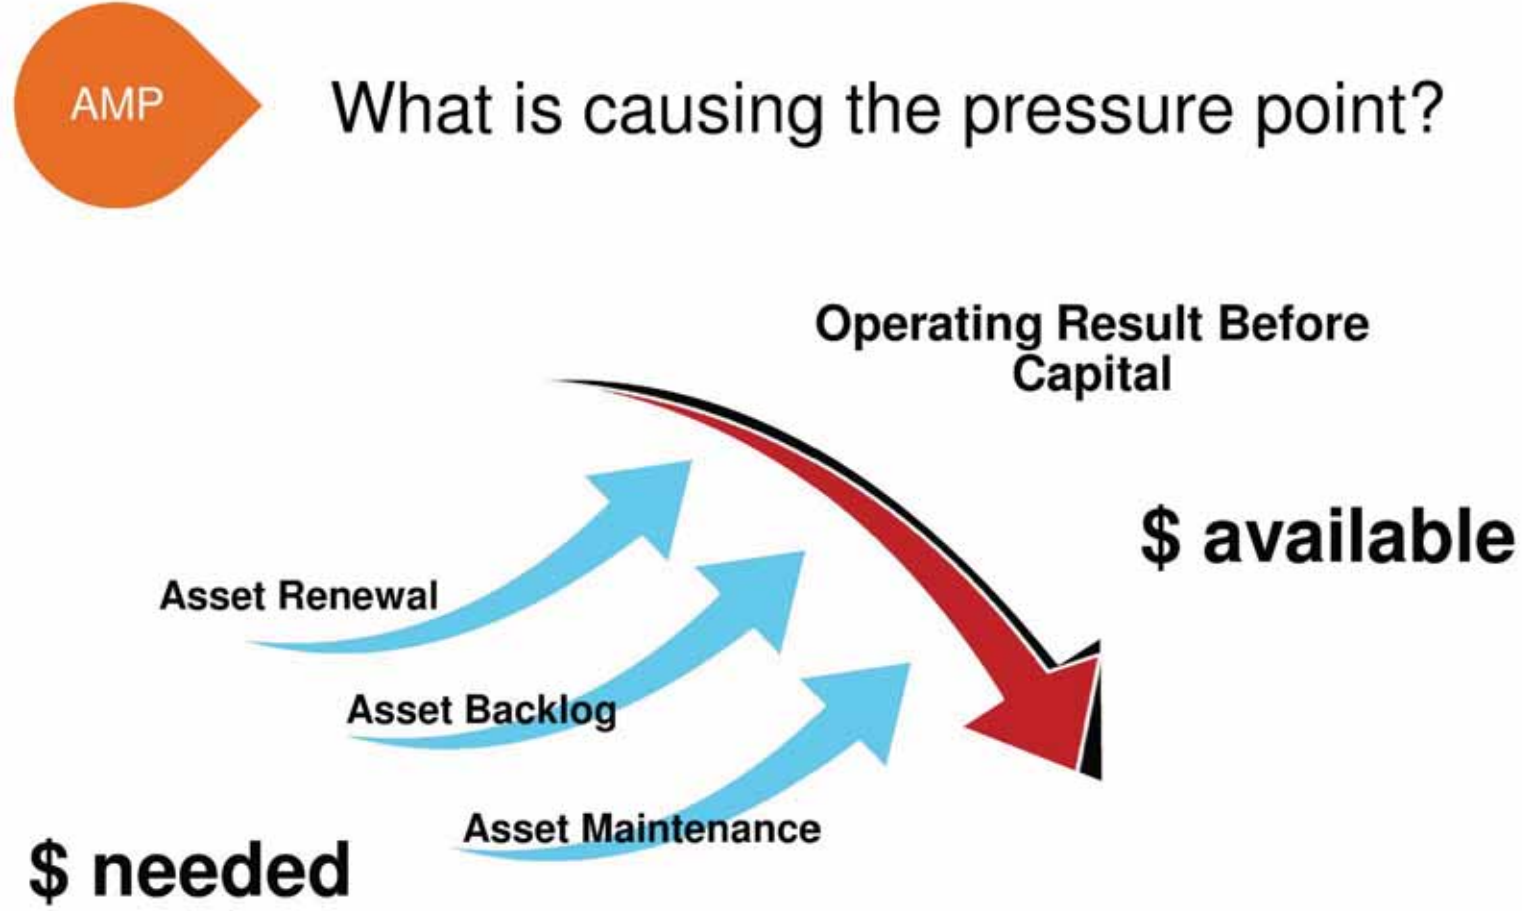 AMP
What is causing the pressure point?
Operating Result Before
Capital
$ available
Asset Renewal
Asset Backlog
Asset Maintenance
$ needed